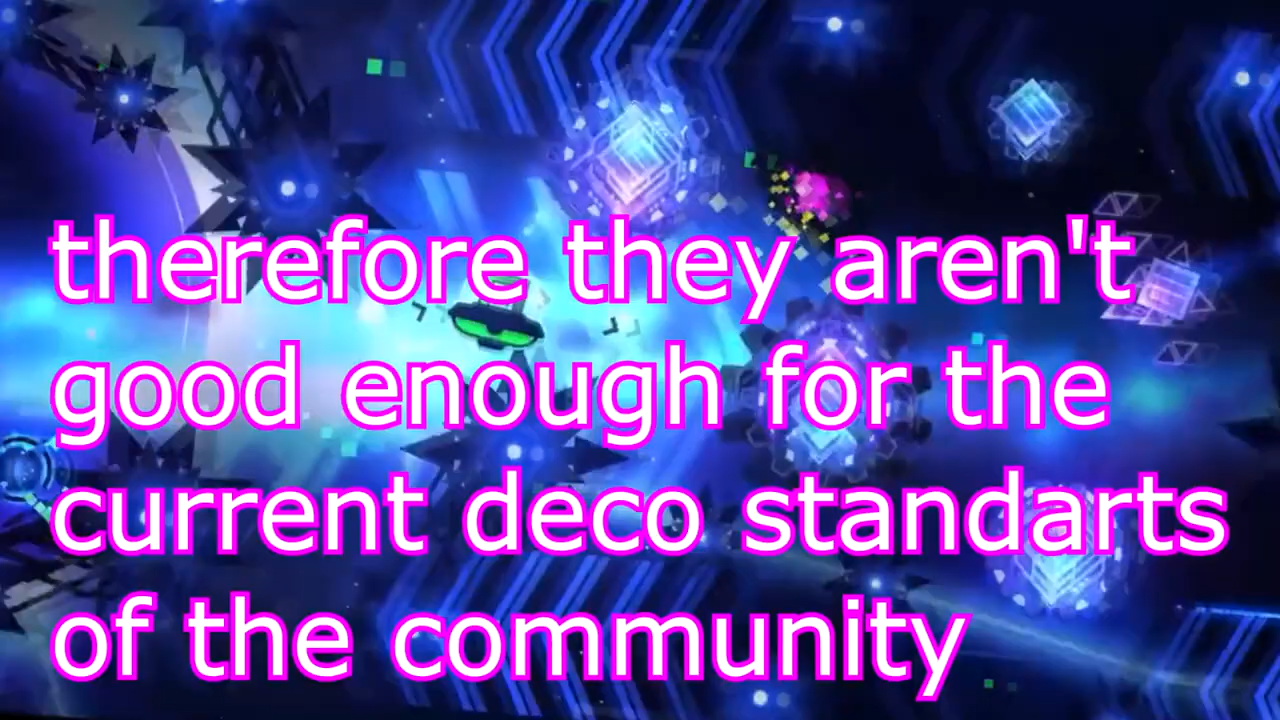 therefore they aren't
good enough for the
current deco standarts
of the community